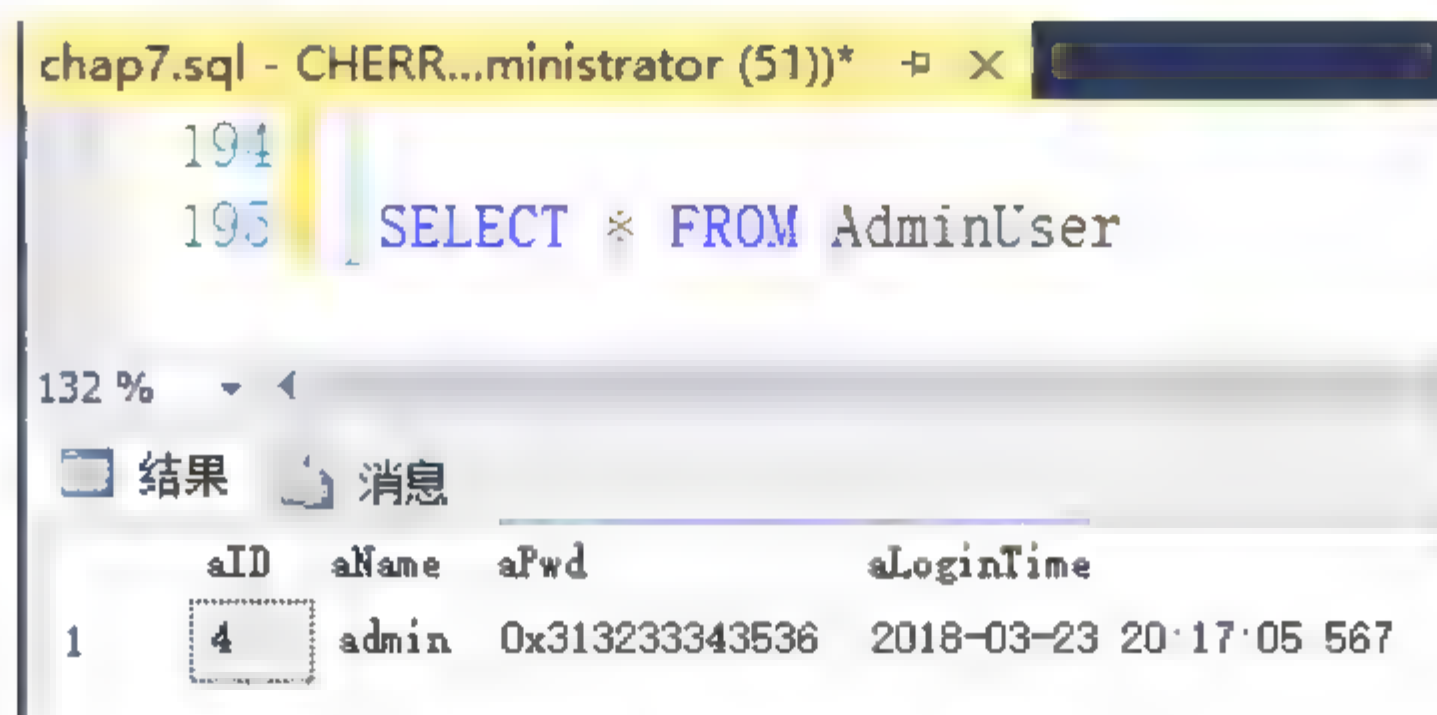 chap7.sql - CHERR...ministrator (51))*
194
195 SELECT * FROM AdminUser
132 %
结果 消息
aID aName aPwd aLoginTime
1 4 admin 0x313233343536 2018-03-23 20:17:05 567